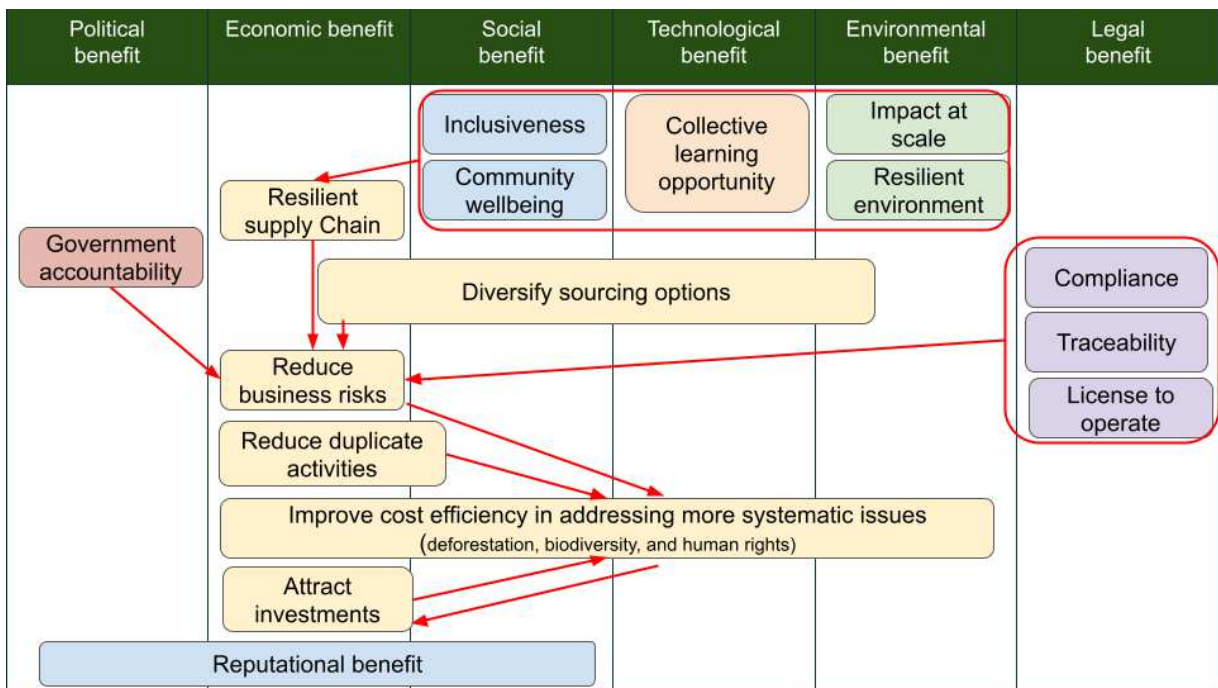 Political
benefit
Economic benefit
Social
benefit
Technological
benefit
Environmental
benefit
Legal
benefit
Inclusiveness
Community
wellbeing
Collective
learning
opportunity
Impact at
scale
Resilient
environment
Resilient
supply Chain
Government
accountability
Diversify sourcing options
Compliance
Traceability
License to
operate
Reduce
business risks
Reduce duplicate
activities
Improve cost efficiency in addressing more systematic issues
(deforestation, biodiversity, and human rights)
Attract
investments
Reputational benefit